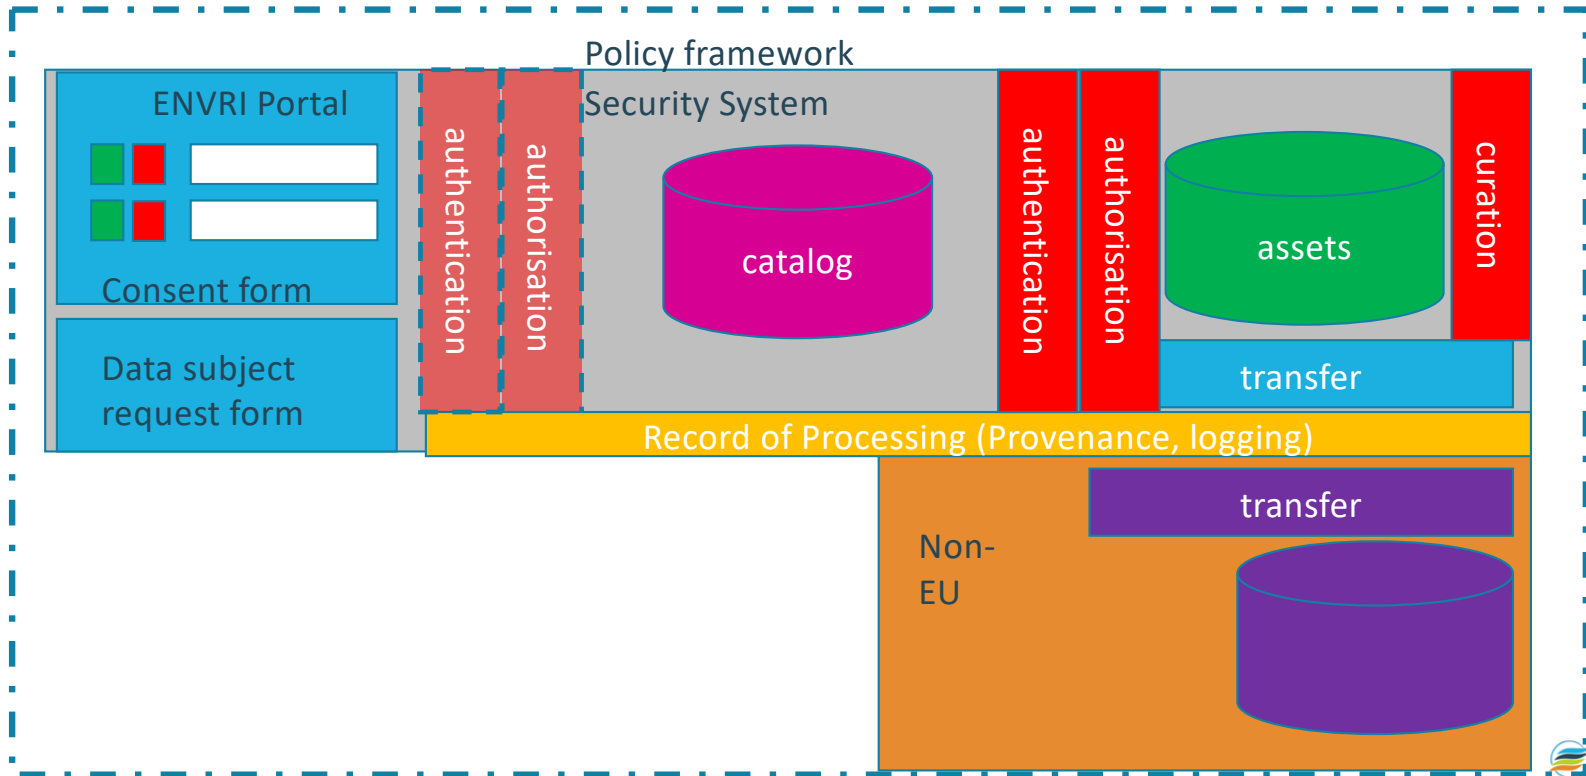 Policy framework
ENVRI Portal
Security System
authentication
authorisation
catalog
authentication
authorisation
assets
curation
Consent form
Data subject
request form
transfer
Record of Processing (Provenance, logging)
transfer
Non-
EU